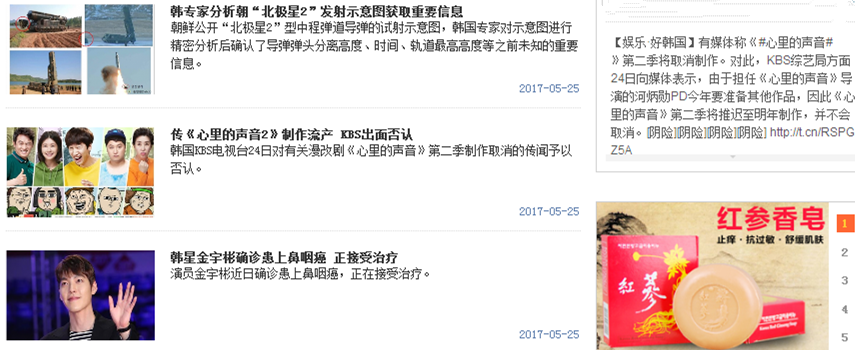 韩专家分析朝“北极星2”发射示意图获取重要信息
朝鲜公开“北极星2”型中程弹道导弹的试射示意图，韩国专家对示意图进行
精密分析后确认了导弹弹头分离高度、时间、轨道最高高度等之前未知的重要
信息。
2017-05-25
传《心里的声音2》制作流产 KBS出面否认
韩国KBS电视台24日对有关漫改剧《心里的声音》第二季制作取消的传闻予以
否认。
2017-05-25
韩星金宇彬确诊患上鼻咽癌 正接受治疗
演员金宇彬近日确诊患上鼻咽癌，正在接受治疗。
2017-05-25
【娱乐·好韩国】有媒体称《#心里的声音#
》第二季将取消制作。对此，KBS综艺局方面
24日向媒体表示，由于担任《心里的声音》导
演的河炳勋PD今年要准备其他作品，因此《心
里的声音》第二季将推迟至明年制作，并不会
取消。[阴险][阴险][阴险][阴险] http://t.cn/RSPG
Z5A
红参香皂
止痒·抗过敏·舒缓肌肤
红蔘
1
2
3
4
5